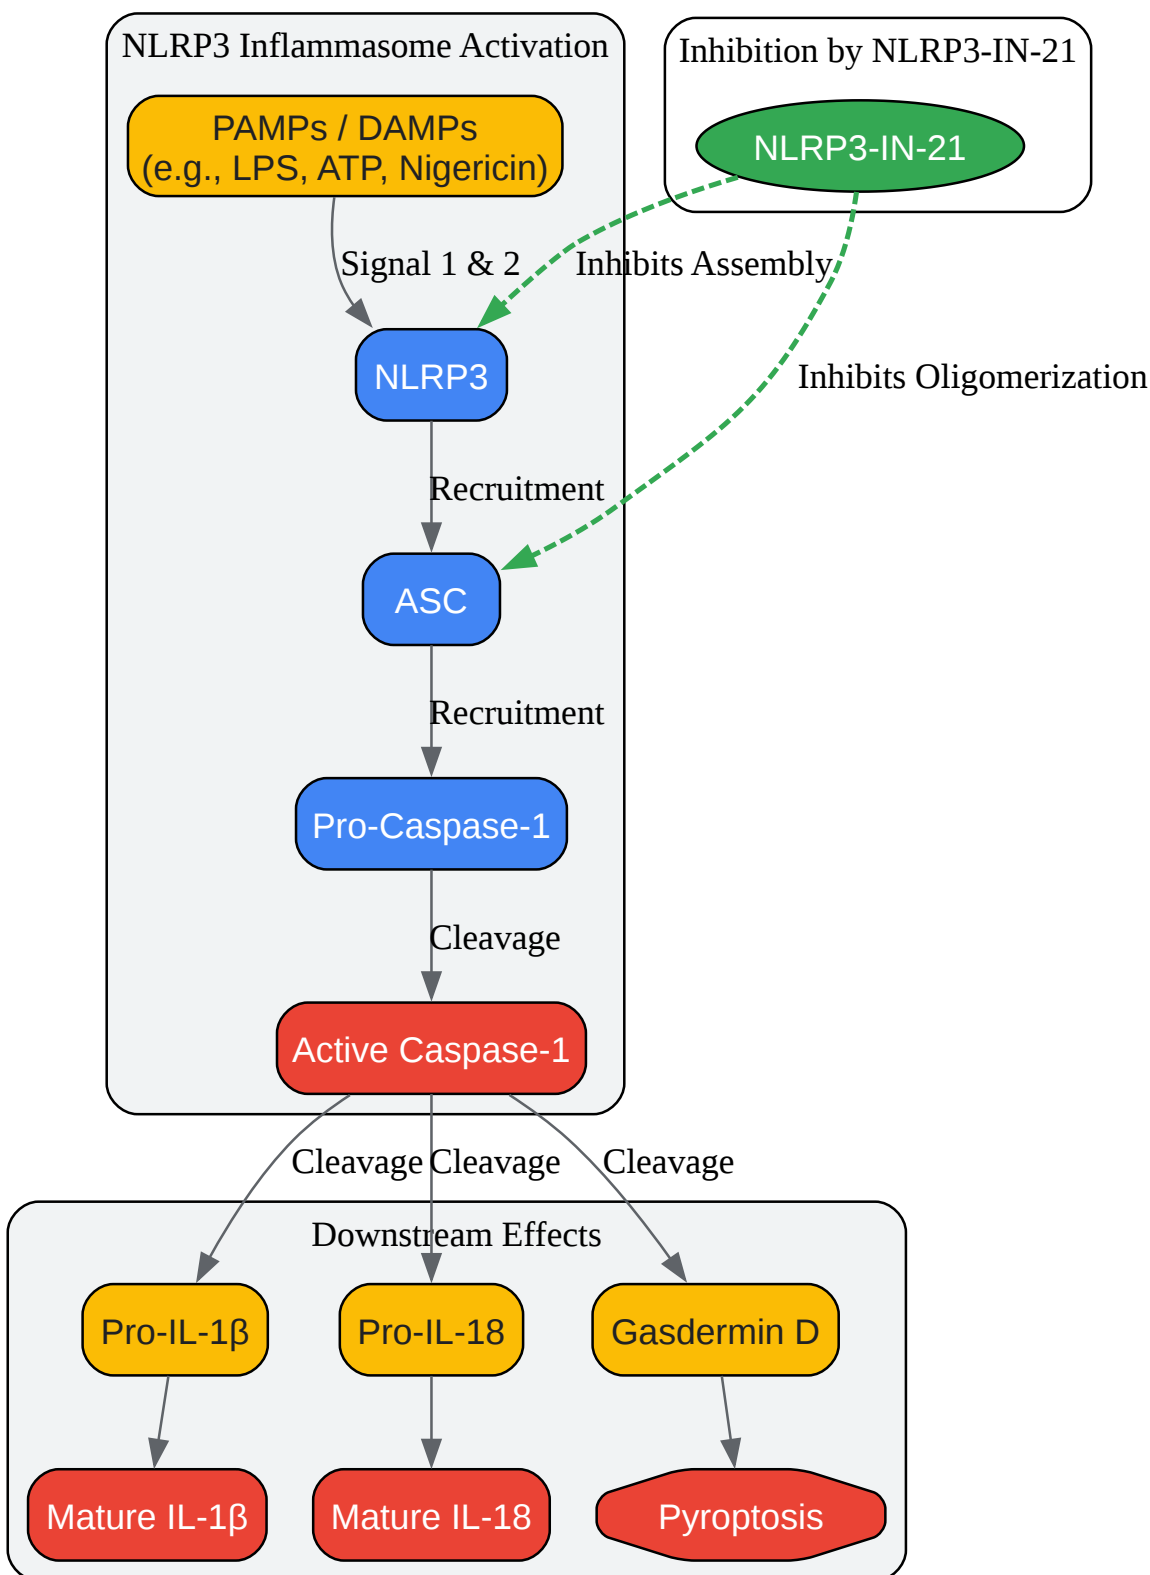 NLRP3 Inflammasome Activation
Inhibition by NLRP3-IN-21
PAMPs / DAMPs
(e.g., LPS, ATP, Nigericin)
NLRP3-IN-21
Signal 1 & 2
Inhibits Assembly
NLRP3
Inhibits Oligomerization
Recruitment
ASC
Recruitment
Pro-Caspase-1
Cleavage
Active Caspase-1
Cleavage
Cleavage
Cleavage
Downstream Effects
Pro-IL-1β
Pro-IL-18
Gasdermin D
Mature IL-1β
Mature IL-18
Pyroptosis